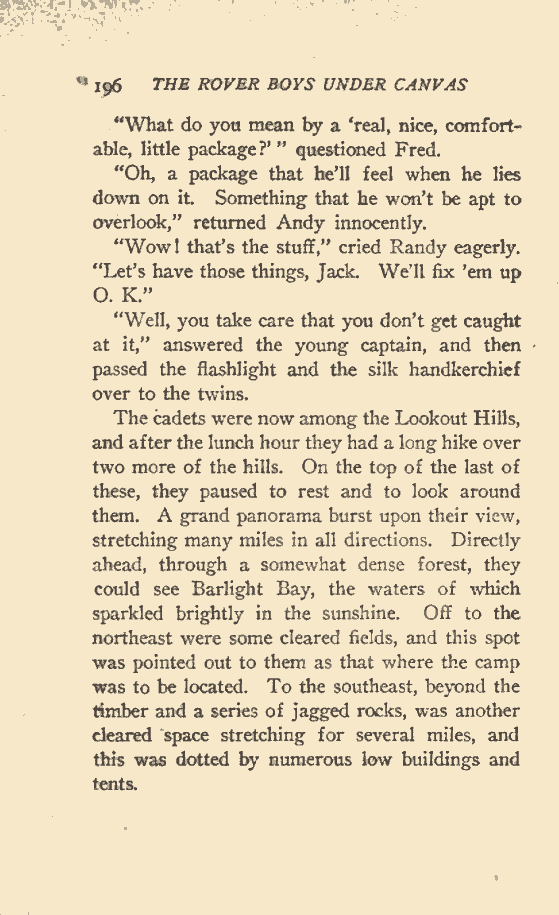 196 THE ROVER BOYS UNDER CANVAS
“What do you mean by a ‘real, nice, comfort-
able, little package?’ ” questioned Fred.
“Oh, a package that he’ll feel when he lies
down on it. Something that he won’t be apt to
overlook,” returned Andy innocently.
“Wow! that’s the stuff,” cried Randy eagerly.
“Let’s have those things, Jack. We’ll fix ’em up
O. K.”
“Well, you take care that you don’t get caught
at it,” answered the young captain, and then
passed the flashlight and the silk handkerchief
over to the twins.
The cadets were now among the Lookout Hills,
and after the lunch hour they had a long hike over
two more of the hills. On the top of the last of
these, they paused to rest and to look around
them. A grand panorama burst upon their view,
stretching many miles in all directions. Directly
ahead, through a somewhat dense forest, they
could see Barlight Bay, the waters of which
sparkled brightly in the sunshine. Off to the
northeast were some cleared fields, and this spot
was pointed out to them as that where the camp
was to be located. To the southeast, beyond the
timber and a series of jagged rocks, was another
cleared space stretching for several miles, and
this was dotted by numerous low buildings and
tents.